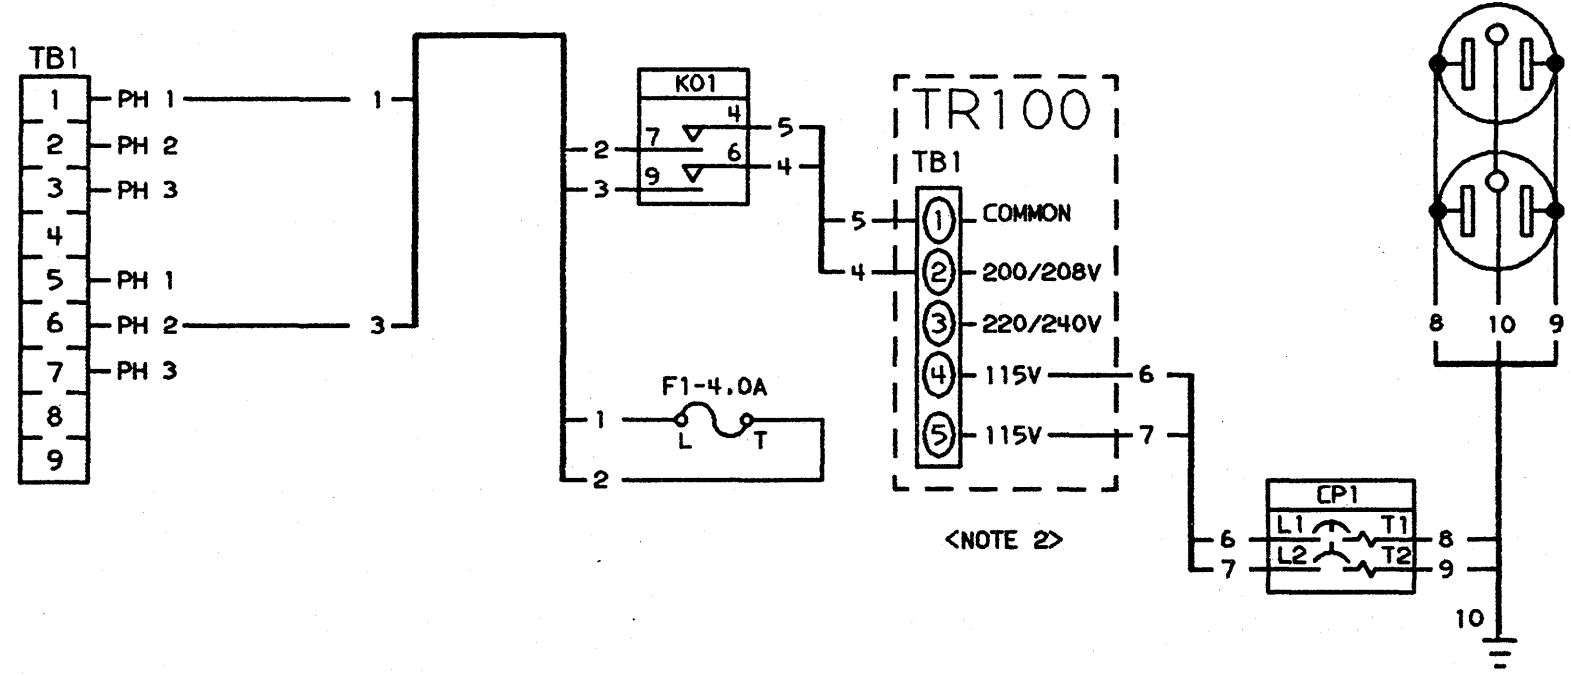 TB1
1 PH 1 1
2 PH 2
3 PH 3
4
5 PH 1
6 PH 2 3
7 PH 3
8
9
K01
4 5
2 7
6 4
3 9
F1-4.0A
1
L T
2
TR100
TB1
5 1 COMMON
4 2 200/208V
3 220/240V
4 115V 6
5 115V 7
<NOTE 2>
CP1
6 L1 T1 8
7 L2 T2 9
8 10 9
10